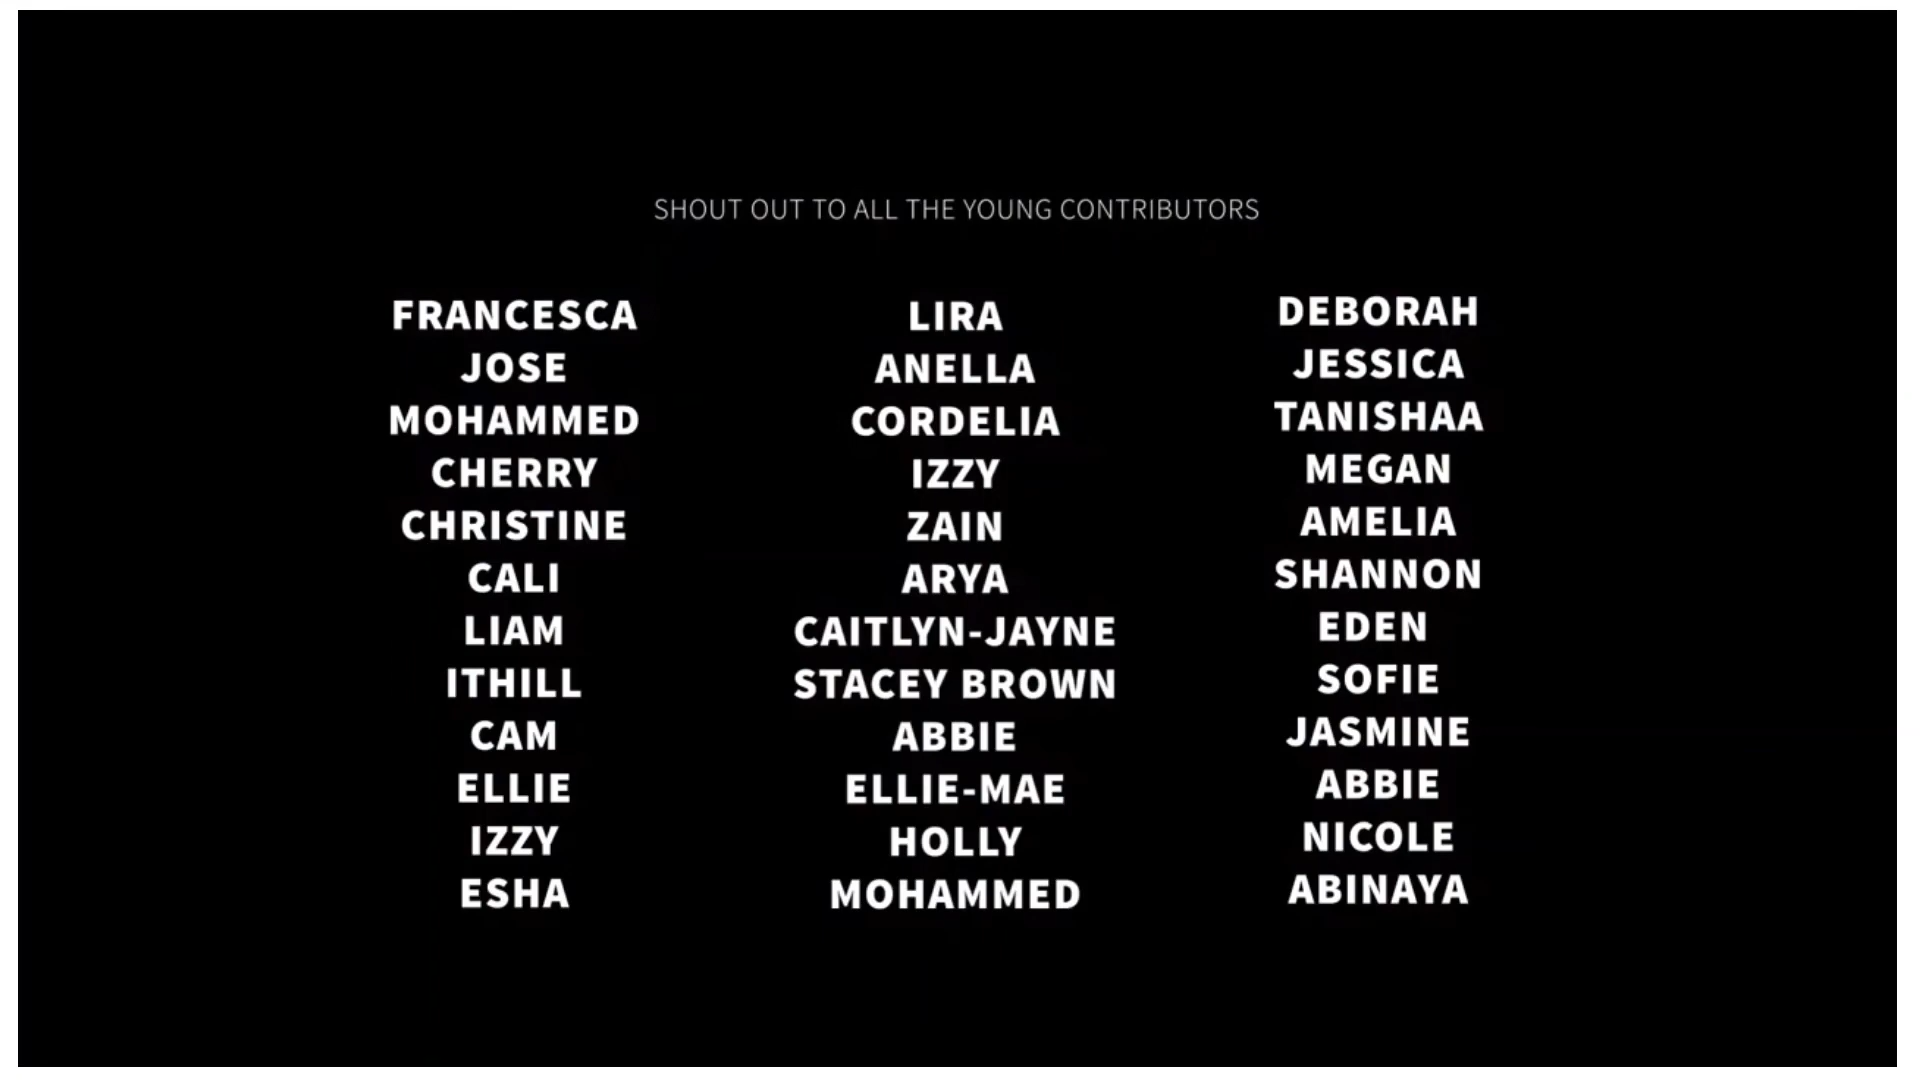 SHOUT OUT TO ALL THE YOUNG CONTRIBUTORS
FRANCESCA
JOSE
MOHAMMED
CHERRY
CHRISTINE
CALI
LIAM
ITHILL
CAM
ELLIE
IZZY
ESHA
LIRA
ANELLA
CORDELIA
IZZY
ZAIN
ARYA
CAITLYN-JAYNE
STACEY BROWN
ABBIE
ELLIE-MAE
HOLLY
MOHAMMED
DEBORAH
JESSICA
TANISHAA
MEGAN
AMELIA
SHANNON
EDEN
SOFIE
JASMINE
ABBIE
NICOLE
ABINAYA